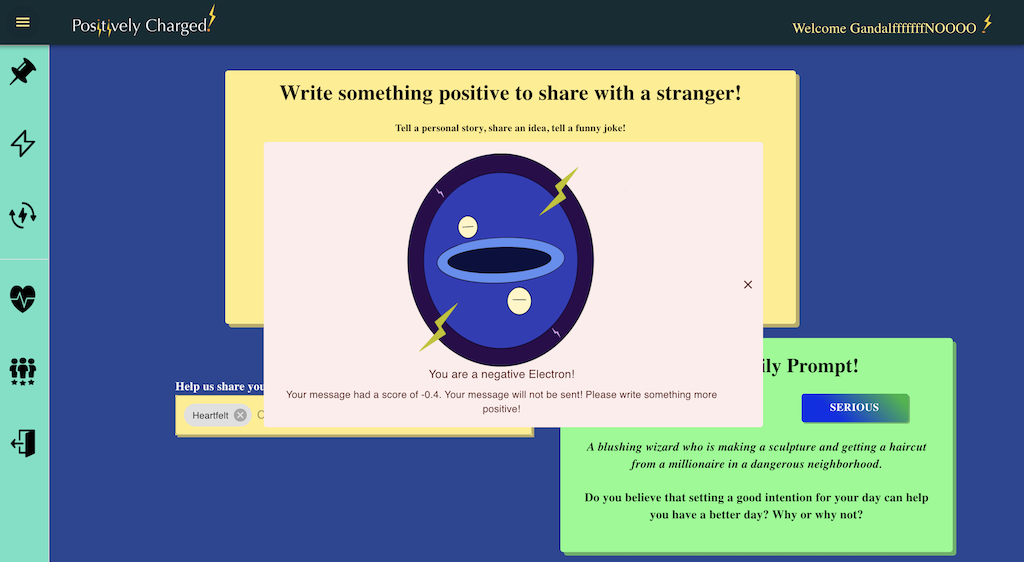 Positively Charged!
Welcome GandalfffffffNOOOO
Write something positive to share with a stranger!
Tell a personal story, share an idea, tell a funny joke!
You are a negative Electron!
Your message had a score of -0.4. Your message will not be sent! Please write something more
positive!
Help us share you
Heartfelt
ily Prompt!
SERIOUS
A blushing wizard who is making a sculpture and getting a haircut
from a millionaire in a dangerous neighborhood.
Do you believe that setting a good intention for your day can help
you have a better day? Why or why not?